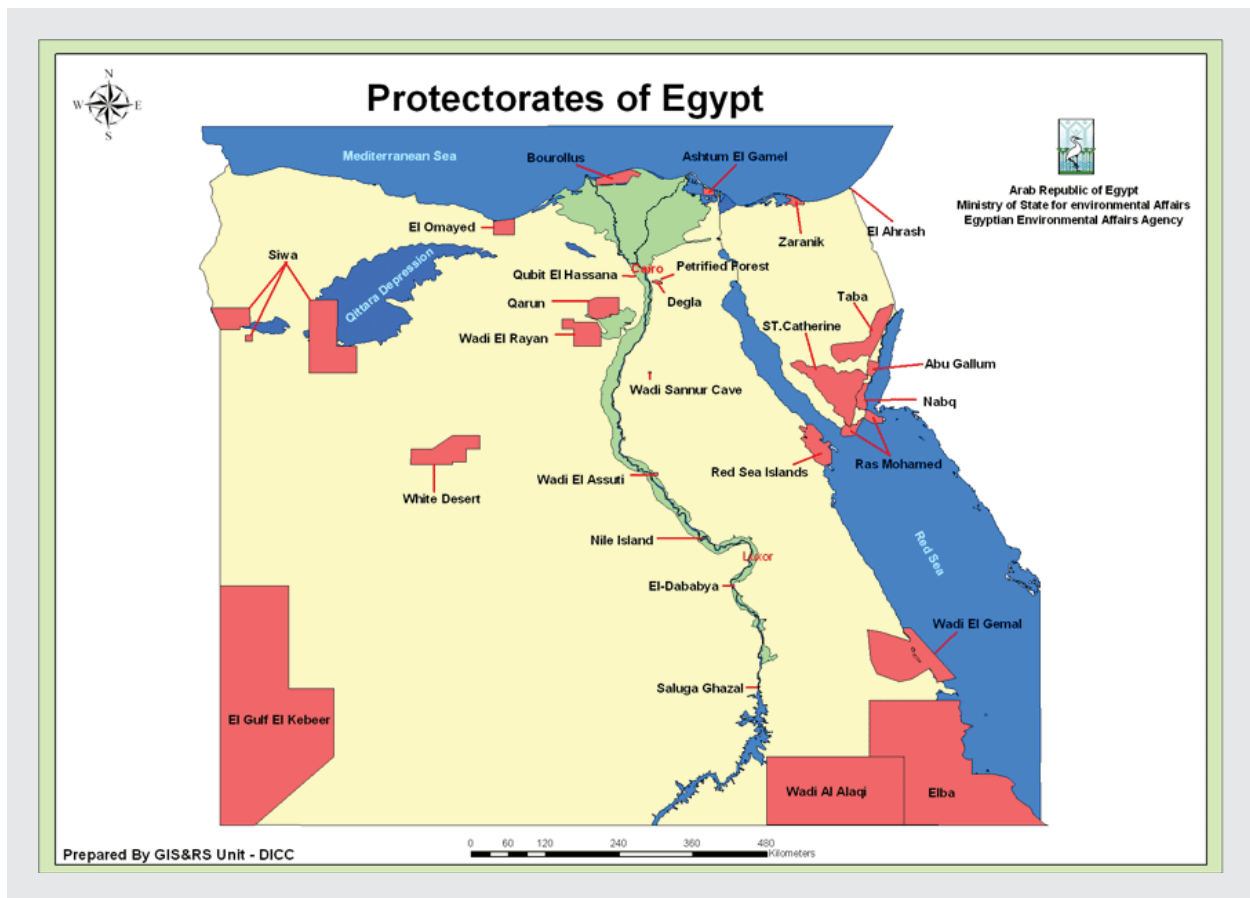 N
W E
S
Protectorates of Egypt
Arab Republic of Egypt
Ministry of State for environmental Affairs
Egyptian Environmental Affairs Agency
Mediterranean Sea
Bourollus
Ashtum El Gamel
El Omayed
Zaranik
El Ahrash
Siwa
Qittara Depression
Qubit El Hassana
Cairo
Petrified Forest
Degla
Qarun
Wadi El Rayan
Taba
ST.Catherine
Abu Gallum
Nabq
Wadi Sannur Cave
Ras Mohamed
Red Sea Islands
White Desert
Wadi El Assuti
Nile Island
Luxor
Red Sea
El-Dababya
Wadi El Gemal
Saluga Ghazal
El Gulf El Kebeer
Wadi Al Alaqi
Elba
Prepared By GIS&RS Unit - DICC
0 60 120 240 360 480
Kilometers